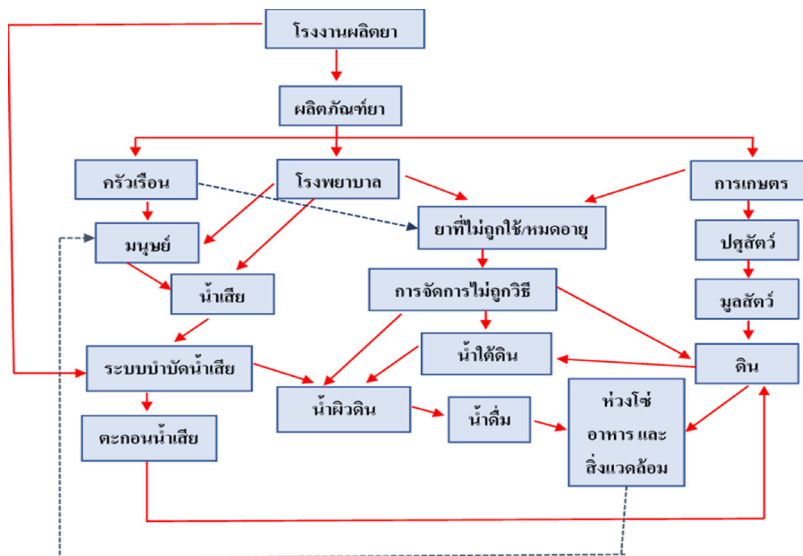 โรงงานผลิตยา
ผลิตภัณฑ์ยา
ครัวเรือน
โรงพยาบาล
การเกษตร
มนุษย์
ยาที่ไม่ถูกใช้/หมดอายุ
ปศุสัตว์
น้ำเสีย
การจัดการไม่ถูกวิธี
มูลสัตว์
ระบบบำบัดน้ำเสีย
น้ำใต้ดิน
ดิน
น้ำผิวดิน
น้ำดื่ม
ห่วงโซ่
อาหาร และ
สิ่งแวดล้อม
ตะกอนน้ำเสีย